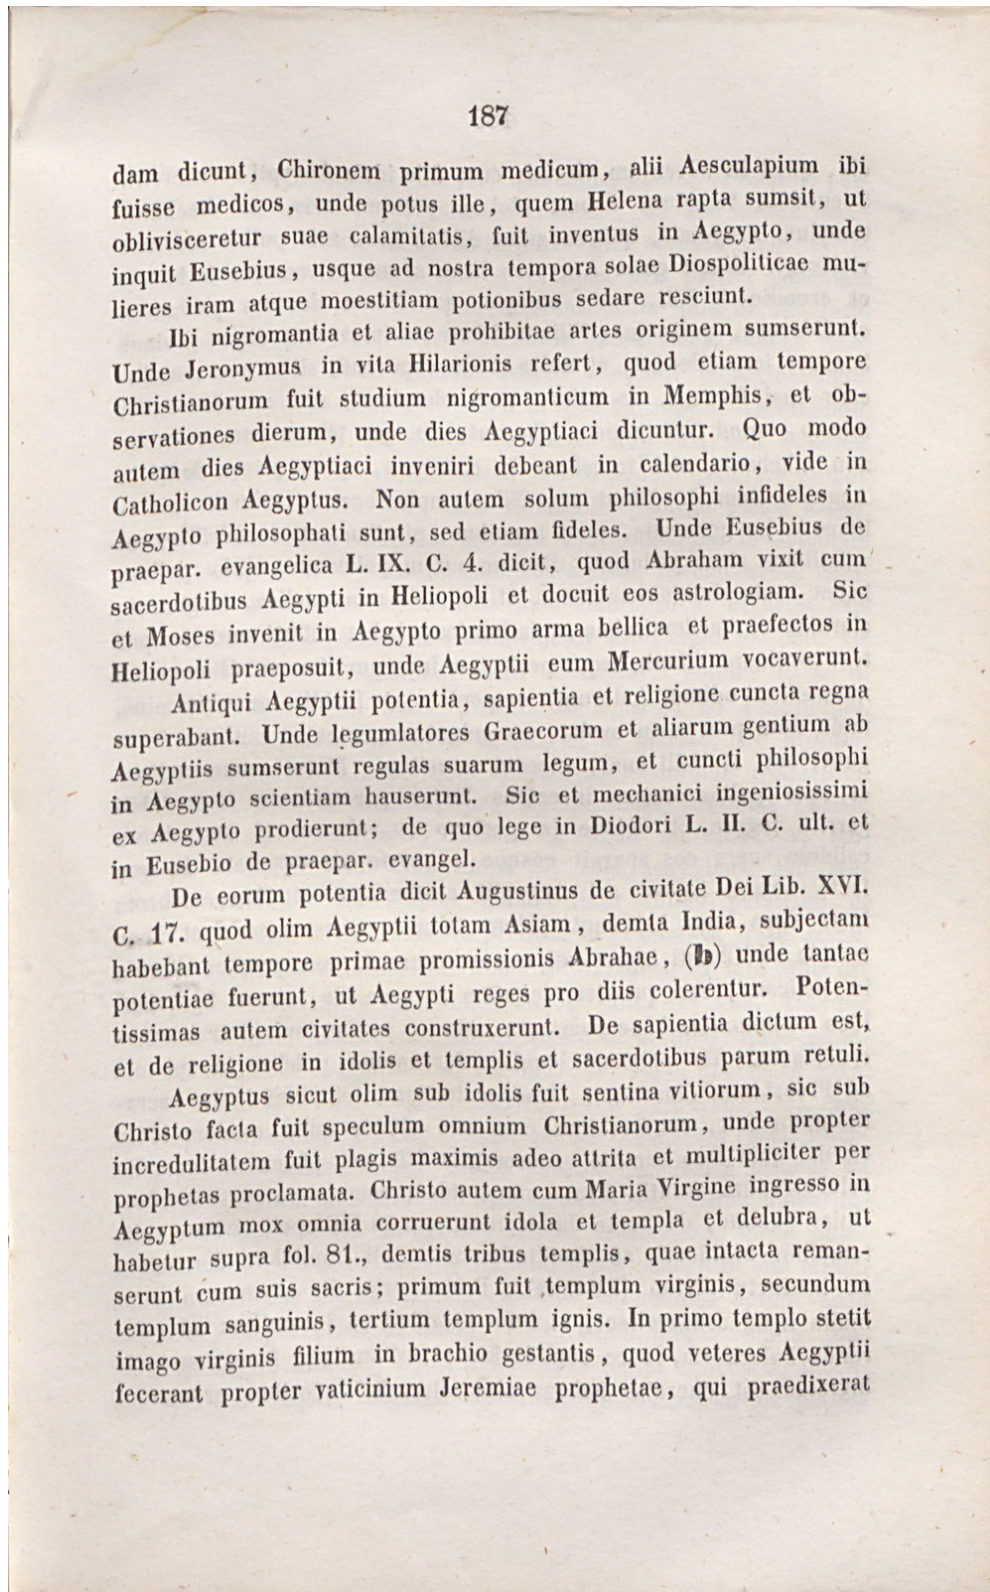 187
dam dicunt, Chironem primum medicum, alii Aesculapium ibi
fuisse medicos, unde potus ille, quem Helena rapta sumsit, ut
oblivisceretur suae calamitatis, fuit inventus in Aegypto, unde
inquit Eusebius, usque ad nostra tempora solae Diospoliticae mu-
lieres iram atque moestitiam potionibus sedare resciunt.
Ibi nigromantia et aliae prohibitae artes originem sumserunt.
Unde Jeronymus in vita Hilarionis refert, quod etiam tempore
Christianorum fuit studium nigromanticum in Memphis, et ob-
servationes dierum, unde dies Aegyptiaci dicuntur. Quo modo
autem dies Aegyptiaci inveniri debeant in calendario, vide in
Catholicon Aegyptus. Non autem solum philosophi infideles in
Aegypto philosophati sunt, sed etiam fideles. Unde Eusebius de
praepar. evangelica L. IX. C. 4. dicit, quod Abraham vixit cum
sacerdotibus Aegypti in Heliopoli et docuit eos astrologiam. Sic
et Moses invenit in Aegypto primo arma bellica et praefectos in
Heliopoli praeposuit, unde Aegyptii eum Mercurium vocaverunt.
Antiqui Aegyptii potentia, sapientia et religione cuncta regna
superabant. Unde legumlatores Graecorum et aliarum gentium ab
Aegyptiis sumserunt regulas suarum legum, et cuncti philosophi
in Aegypto scientiam hauserunt. Sic et mechanici ingeniosissimi
ex Aegypto prodierunt; de quo lege in Diodori L. II. C. ult. et
in Eusebio de praepar. evangel.
De eorum potentia dicit Augustinus de civitate Dei Lib. XVI.
C. 17. quod olim Aegyptii totam Asiam, demta India, subjectam
habebant tempore primae promissionis Abrahae, (b) unde tantae
potentiae fuerunt, ut Aegypti reges pro diis colerentur. Poten-
tissimas autem civitates construxerunt. De sapientia dictum est,
et de religione in idolis et templis et sacerdotibus parum retuli.
Aegyptus sicut olim sub idolis fuit sentina vitiorum, sic sub
Christo facta fuit speculum omnium Christianorum, unde propter
incredulitatem fuit plagis maximis adeo attrita et multipliciter per
prophetas proclamata. Christo autem cum Maria Virgine ingresso in
Aegyptum mox omnia corruerunt idola et templa et delubra, ut
habetur supra fol. 81., demtis tribus templis, quae intacta reman-
serunt cum suis sacris; primum fuit templum virginis, secundum
templum sanguinis, tertium templum ignis. In primo templo stetit
imago virginis filium in brachio gestantis, quod veteres Aegyptii
fecerant propter vaticinium Jeremiae prophetae, qui praedixerat